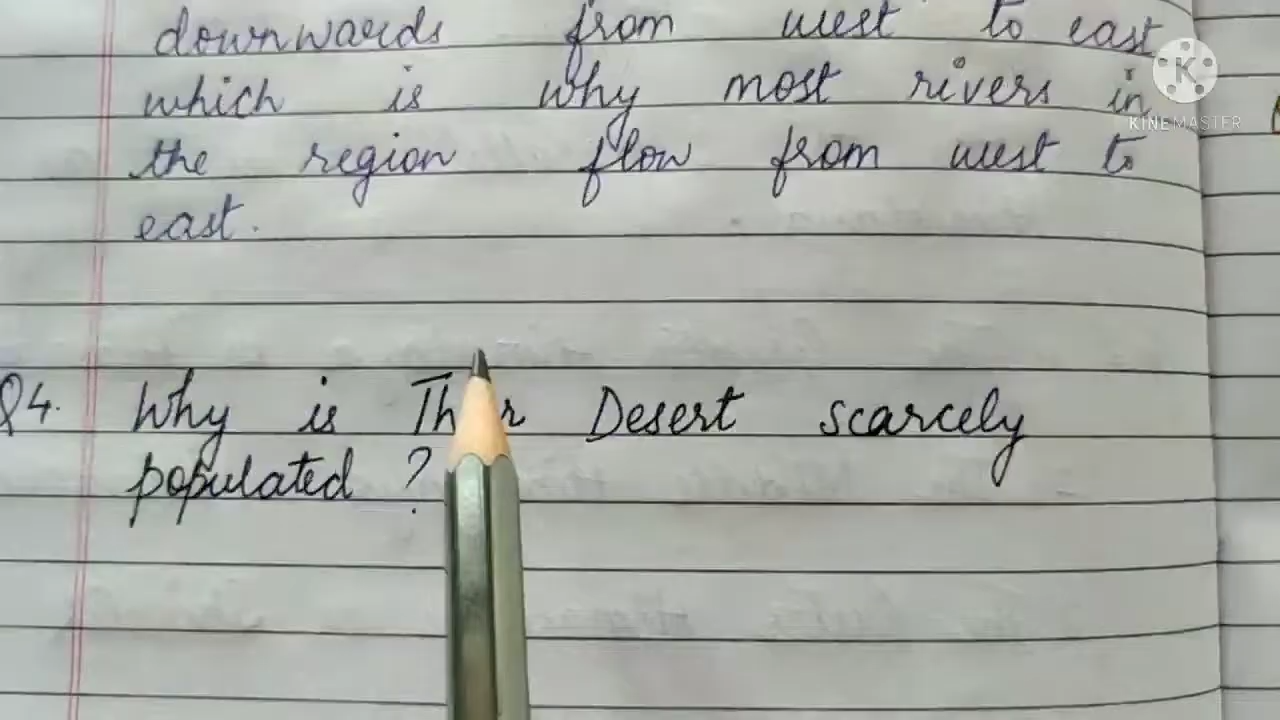 downwards from west to east
which is why most rivers in
the region flow from west to
east.
K
KINEMASTER
Q4. Why is Thar Desert scarcely
populated ?